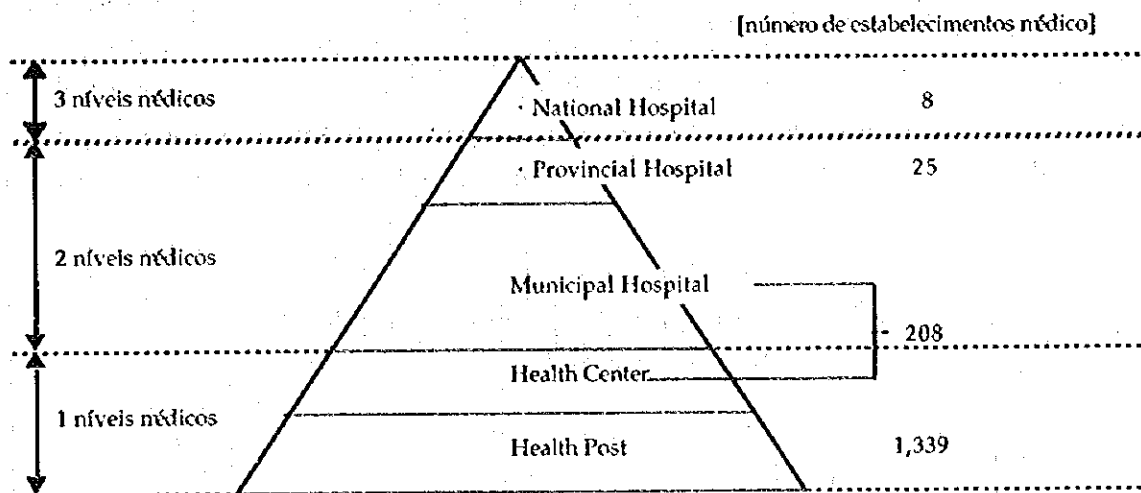 [número de estabelecimentos médico]
3 níveis médicos
· National Hospital 8
· Provincial Hospital 25
2 níveis médicos
Municipal Hospital
208
Health Center
1 níveis médicos
Health Post 1,339